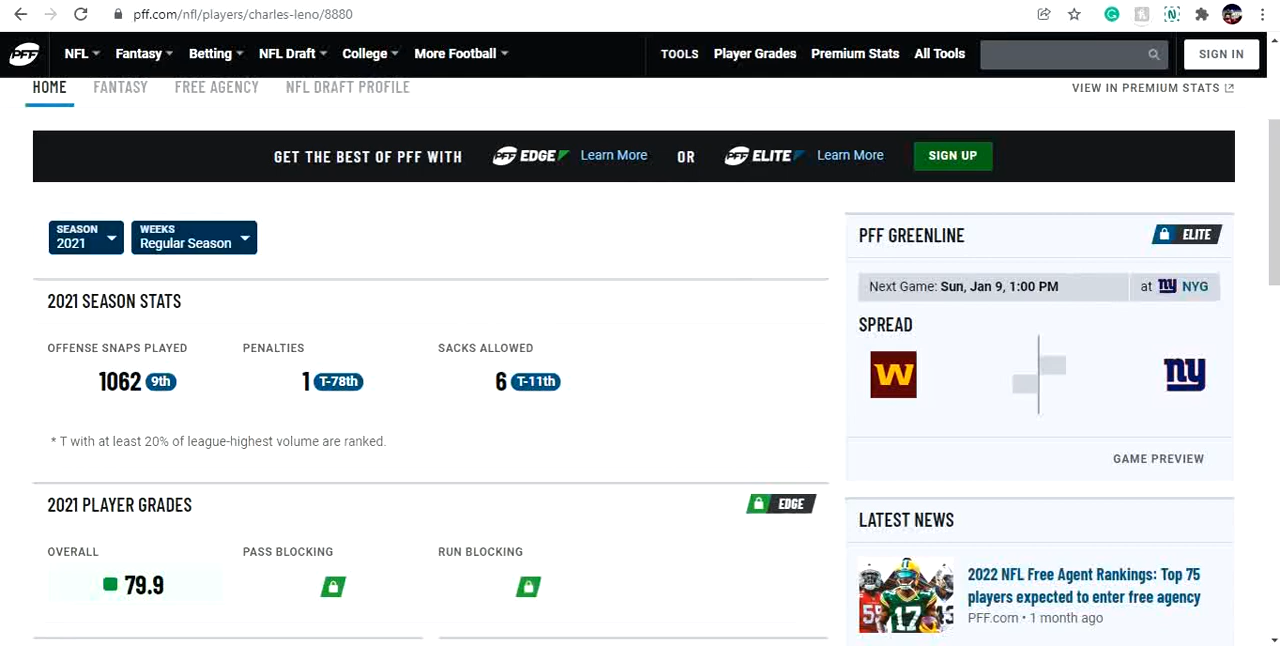 pff.com/nfl/players/charles-leno/8880
PFF NFL Fantasy Betting NFL Draft College More Football TOOLS Player Grades Premium Stats All Tools SIGN IN
HOME FANTASY FREE AGENCY NFL DRAFT PROFILE VIEW IN PREMIUM STATS
GET THE BEST OF PFF WITH PFF EDGE Learn More OR PFF ELITE Learn More SIGN UP
SEASON
2021
WEEKS
Regular Season
2021 SEASON STATS
OFFENSE SNAPS PLAYED PENALTIES SACKS ALLOWED
1062 9th 1 T-78th 6 T-11th
* T with at least 20% of league-highest volume are ranked.
2021 PLAYER GRADES EDGE
OVERALL PASS BLOCKING RUN BLOCKING
79.9
PFF GREENLINE ELITE
Next Game: Sun, Jan 9, 1:00 PM at ny NYG
SPREAD
W ny
GAME PREVIEW
LATEST NEWS
2022 NFL Free Agent Rankings: Top 75
players expected to enter free agency
PFF.com • 1 month ago
17